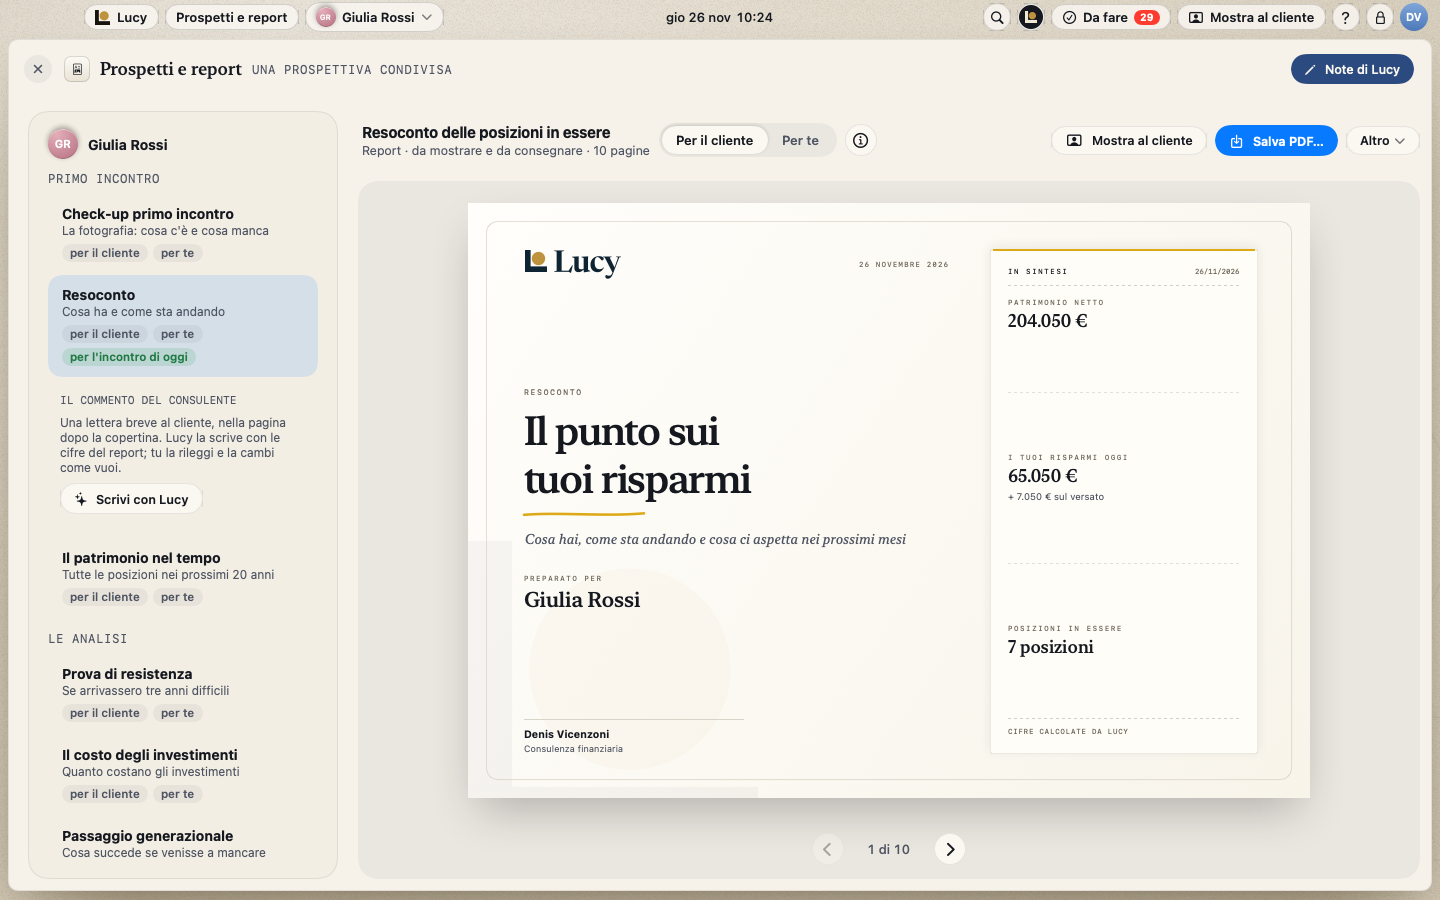 Lucy
Prospetti e report
GR Giulia Rossi
gio 26 nov 10:24
Da fare 29
Mostra al cliente
?
DV
Prospetti e report UNA PROSPETTIVA CONDIVISA
Note di Lucy
GR Giulia Rossi
PRIMO INCONTRO
Check-up primo incontro
La fotografia: cosa c'è e cosa manca
per il cliente per te
Resoconto
Cosa ha e come sta andando
per il cliente per te
per l'incontro di oggi
IL COMMENTO DEL CONSULENTE
Una lettera breve al cliente, nella pagina
dopo la copertina. Lucy la scrive con le
cifre del report; tu la rileggi e la cambi
come vuoi.
Scrivi con Lucy
Il patrimonio nel tempo
Tutte le posizioni nei prossimi 20 anni
per il cliente per te
LE ANALISI
Prova di resistenza
Se arrivassero tre anni difficili
per il cliente per te
Il costo degli investimenti
Quanto costano gli investimenti
per il cliente per te
Passaggio generazionale
Cosa succede se venisse a mancare
Resoconto delle posizioni in essere
Report · da mostrare e da consegnare · 10 pagine
Per il cliente Per te
Mostra al cliente
Salva PDF...
Altro
Lucy
26 NOVEMBRE 2026
RESOCONTO
Il punto sui
tuoi risparmi
Cosa hai, come sta andando e cosa ci aspetta nei prossimi mesi
PREPARATO PER
Giulia Rossi
Denis Vicenzoni
Consulenza finanziaria
IN SINTESI 26/11/2026
PATRIMONIO NETTO
204.050 €
I TUOI RISPARMI OGGI
65.050 €
+ 7.050 € sul versato
POSIZIONI IN ESSERE
7 posizioni
CIFRE CALCOLATE DA LUCY
1 di 10